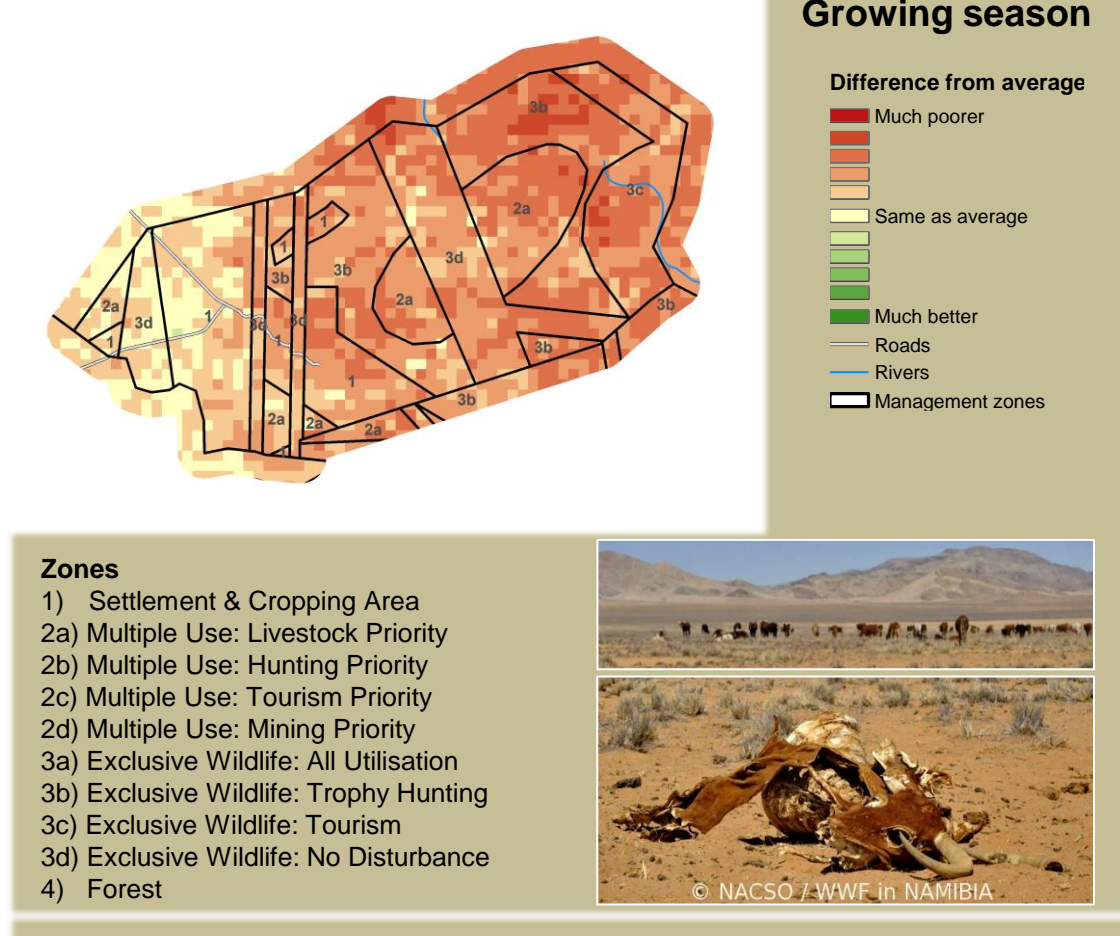 Growing season
Difference from average
Much poorer
Same as average
Much better
Roads
Rivers
Management zones
3b
3c
2a
1
1
3d
3b
3b
2a
2a
3b
3d
1
3c
3c
1
1
3b
1
3b
2a
2a
2a
1
Zones
1) Settlement & Cropping Area
2a) Multiple Use: Livestock Priority
2b) Multiple Use: Hunting Priority
2c) Multiple Use: Tourism Priority
2d) Multiple Use: Mining Priority
3a) Exclusive Wildlife: All Utilisation
3b) Exclusive Wildlife: Trophy Hunting
3c) Exclusive Wildlife: Tourism
3d) Exclusive Wildlife: No Disturbance
4) Forest
© NACSO / WWF in NAMIBIA